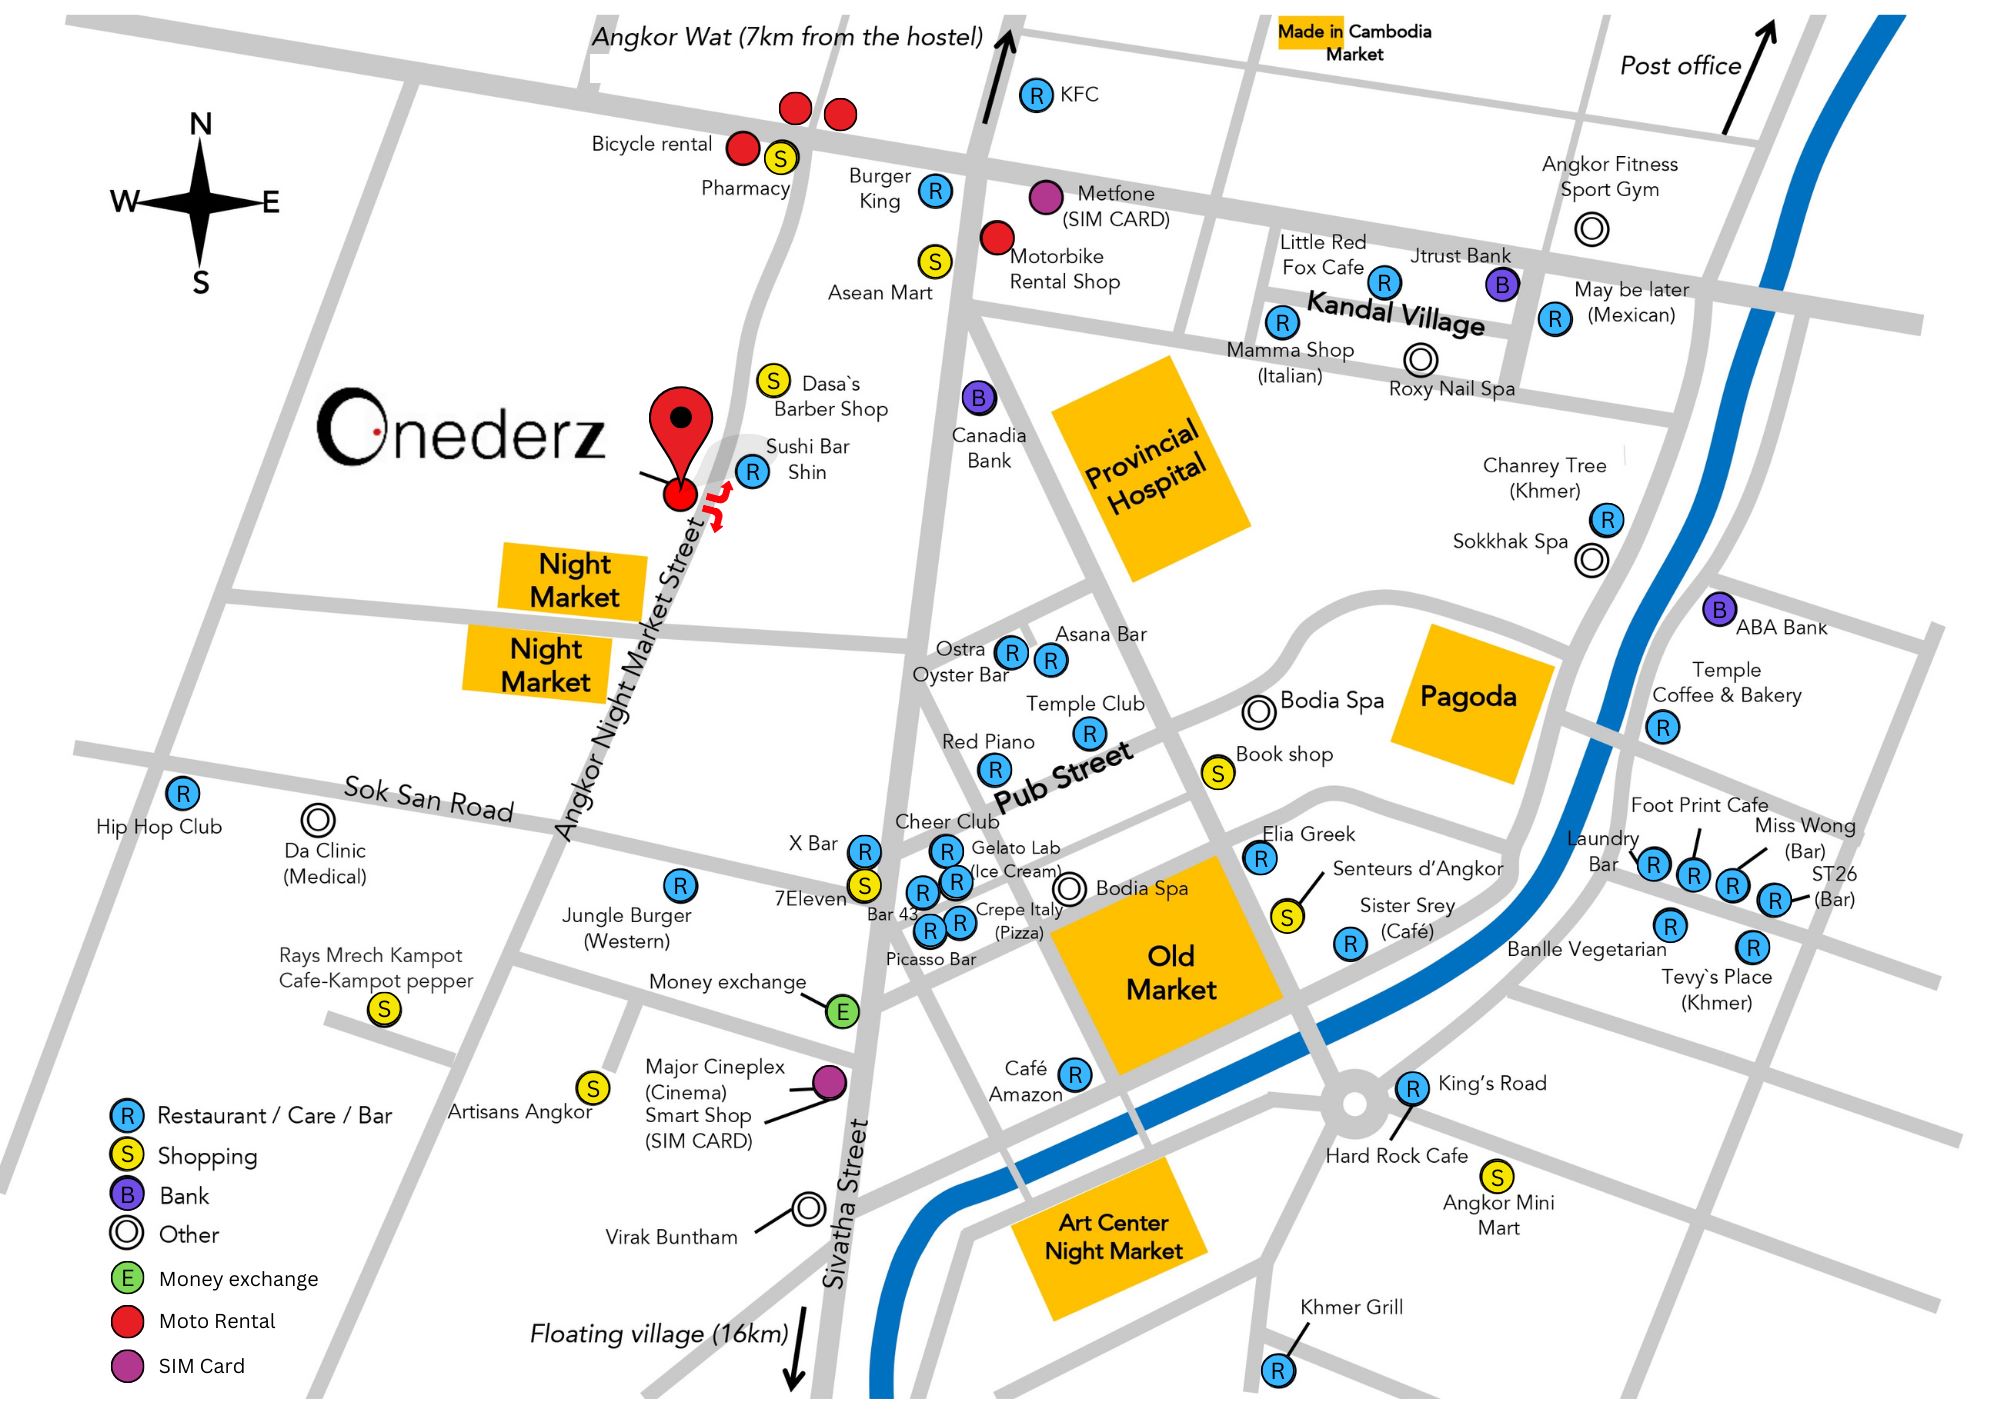 Angkor Wat (7km from the hostel)
Made in Cambodia
Market
Post office
R KFC
N
W E
S
Bicycle rental
S
Pharmacy
Burger
King
R
Metfone
(SIM CARD)
Motorbike
Rental Shop
S
Asean Mart
Angkor Fitness
Sport Gym
Little Red
Fox Cafe
R
Jtrust Bank
B
May be later
(Mexican)
R
Kandal Village
R
Mamma Shop
(Italian)
Roxy Nail Spa
Onederz
S Dasa`s
Barber Shop
Sushi Bar
Shin
R
B
Canadia
Bank
Provincial
Hospital
Chanrey Tree
(Khmer)
R
Sokkhak Spa
Night
Market
Night
Market
Angkor Night Market Street
B
ABA Bank
Ostra
Oyster Bar
R
Asana Bar
R
Temple Club
R
Red Piano
R
Pub Street
Bodia Spa
Book shop
S
Pagoda
Temple
Coffee & Bakery
R
R
Hip Hop Club
Sok San Road
Da Clinic
(Medical)
R
Jungle Burger
(Western)
X Bar
R
7Eleven
S
Cheer Club
R
Gelato Lab
(Ice Cream)
R
Bar 43
R
Crepe Italy
(Pizza)
R
R
Picasso Bar
Bodia Spa
Old
Market
Elia Greek
R
Senteurs d’Angkor
S
Sister Srey
(Café)
R
Foot Print Cafe
R
Laundry
Bar
R
Miss Wong
(Bar)
R
ST26
(Bar)
R
R
Banlle Vegetarian
R
Tevy`s Place
(Khmer)
Rays Mrech Kampot
Cafe-Kampot pepper
S
Money exchange
E
Major Cineplex
(Cinema)
Smart Shop
(SIM CARD)
S
Artisans Angkor
Café
Amazon
R
R King’s Road
Hard Rock Cafe
S
Angkor Mini
Mart
Virak Buntham
Sivatha Street
Art Center
Night Market
Floating village (16km)
Khmer Grill
R
R Restaurant / Care / Bar
S Shopping
B Bank
Other
E Money exchange
Moto Rental
SIM Card